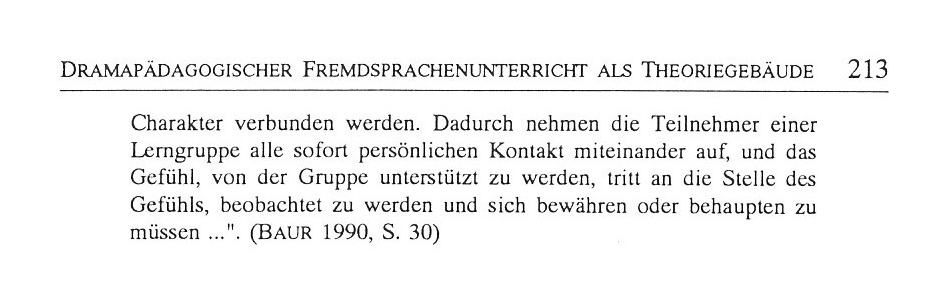 DRAMAPÄDAGOGISCHER FREMDSPRACHENUNTERRICHT ALS THEORIEGEBÄUDE 213
Charakter verbunden werden. Dadurch nehmen die Teilnehmer einer
Lerngruppe alle sofort persönlichen Kontakt miteinander auf, und das
Gefühl, von der Gruppe unterstützt zu werden, tritt an die Stelle des
Gefühls, beobachtet zu werden und sich bewähren oder behaupten zu
müssen ...". (BAUR 1990, S. 30)